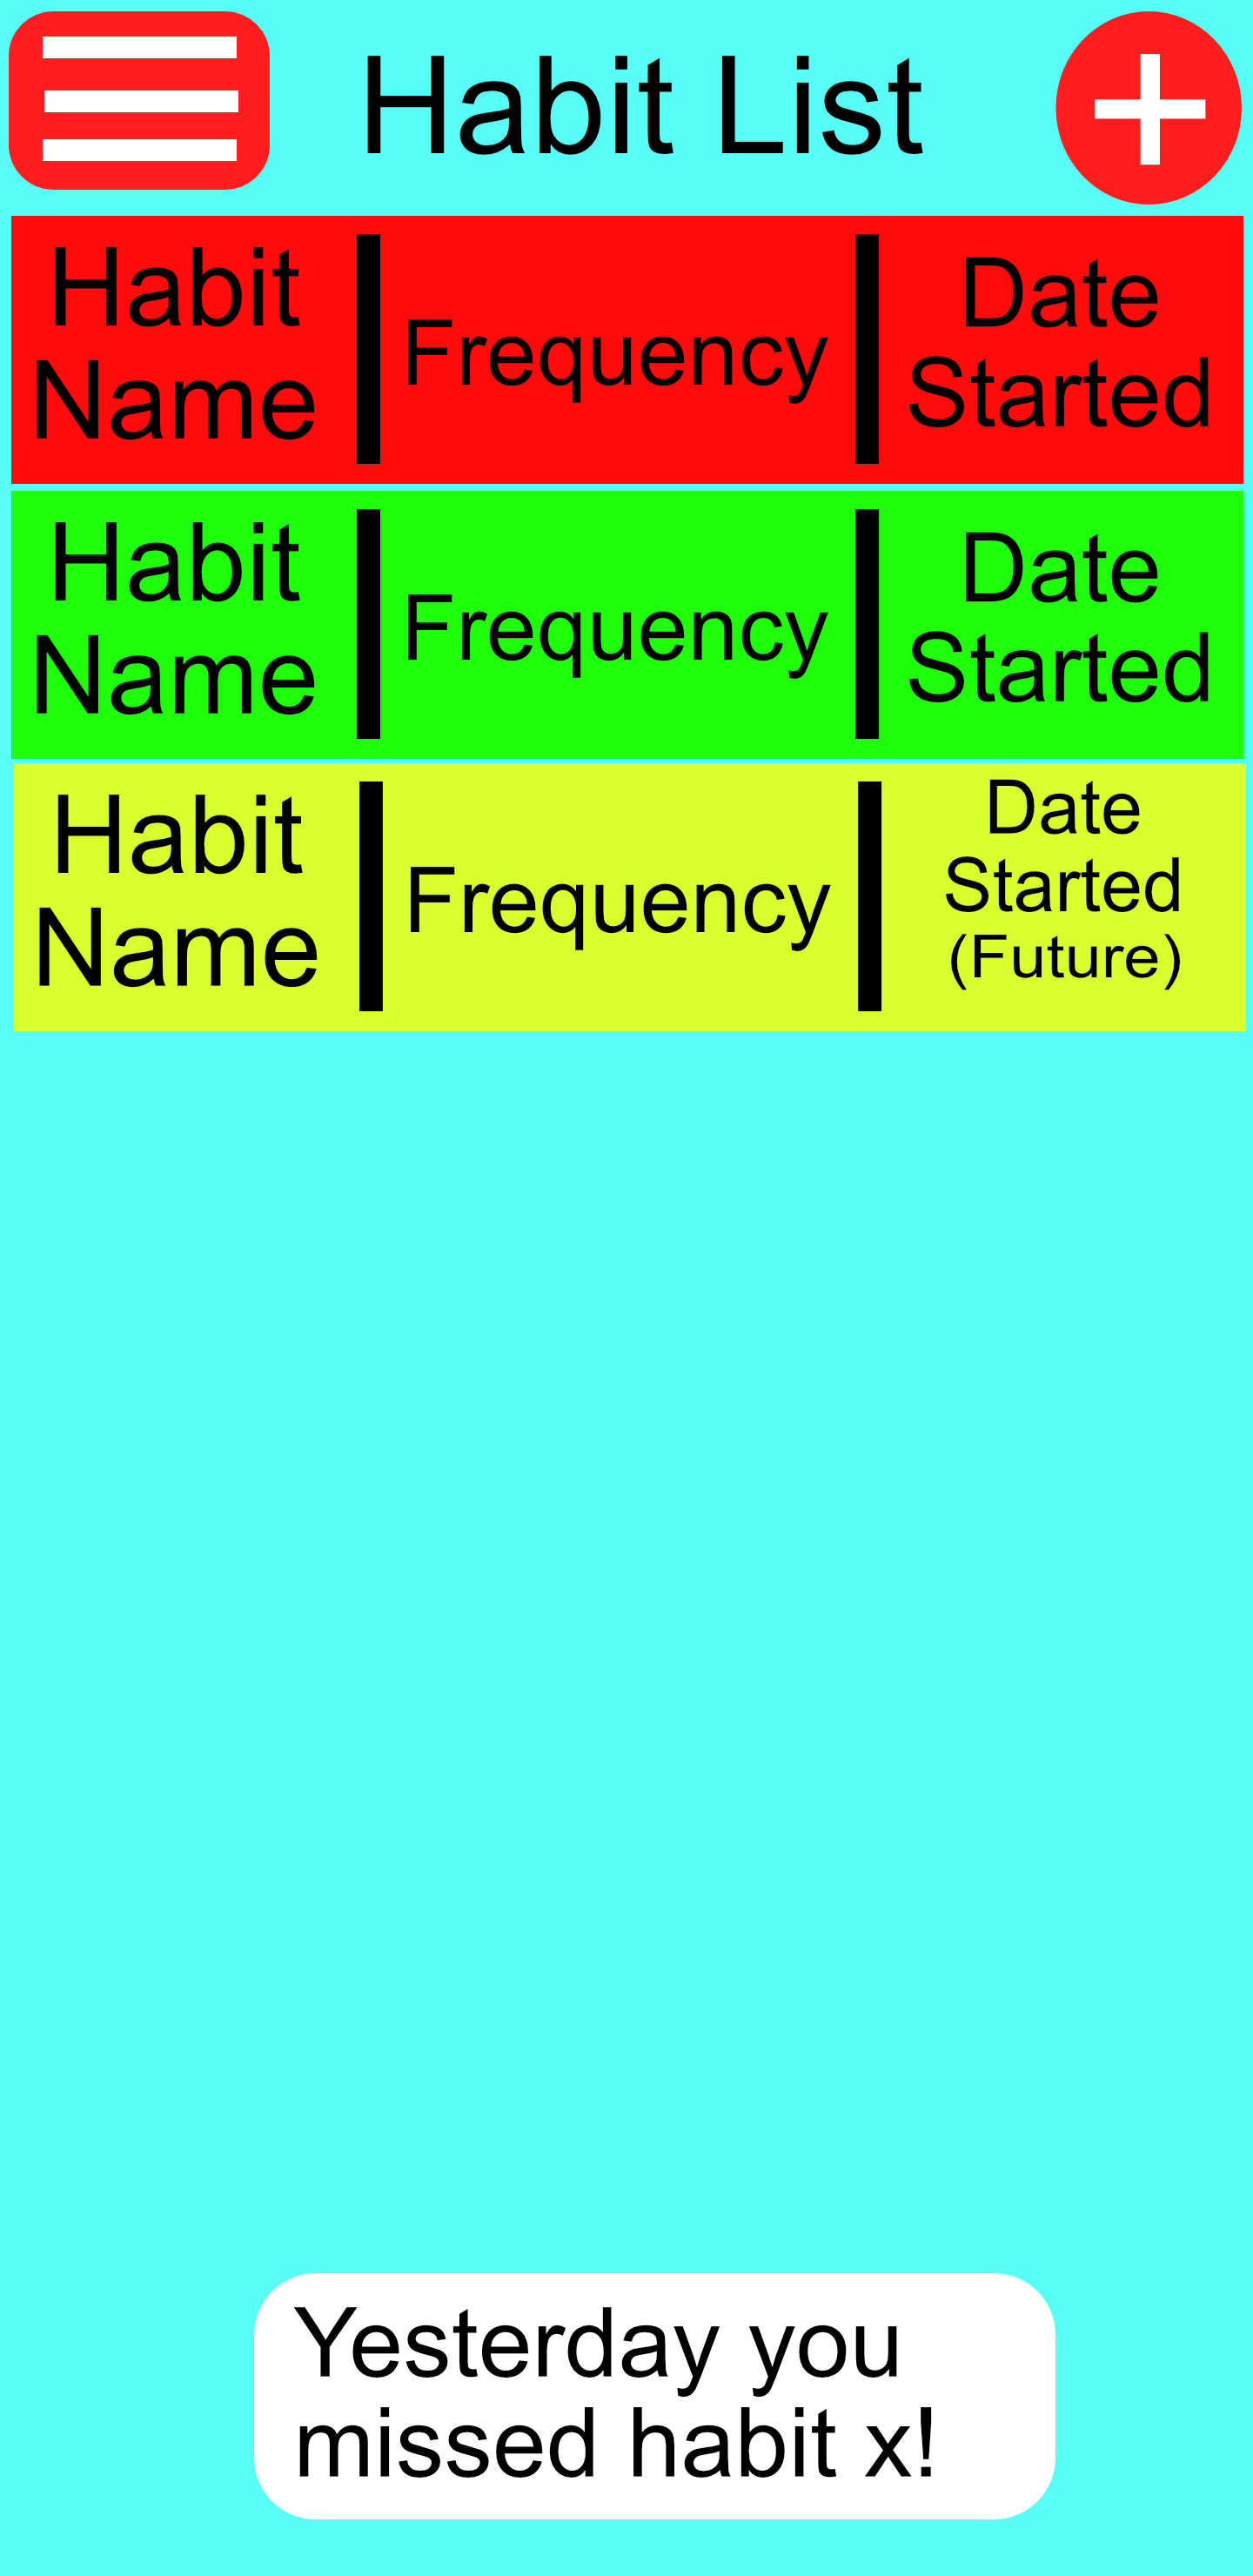 Habit List
Habit
Name
Frequency
Date
Started
Habit
Name
Frequency
Date
Started
Habit
Name
Frequency
Date
Started
(Future)
Yesterday you
missed habit x!